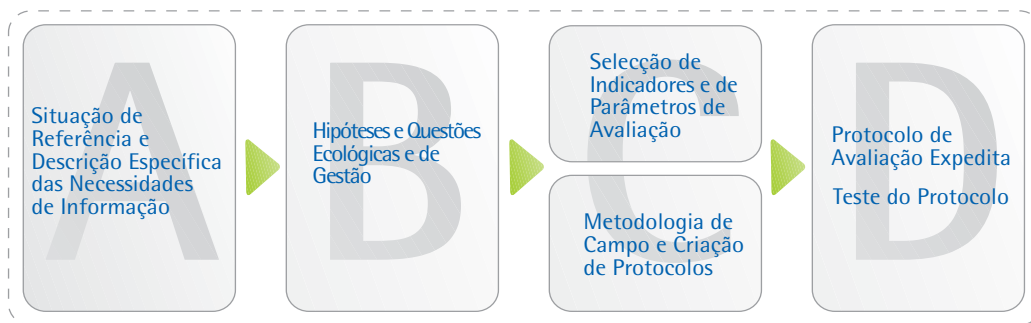 A
Situação de
Referência e
Descrição Específica
das Necessidades
de Informação
B
Hipóteses e Questões
Ecológicas e de
Gestão
C
Selecção de
Indicadores e de
Parâmetros de
Avaliação
Metodologia de
Campo e Criação
de Protocolos
D
Protocolo de
Avaliação Expedita
Teste do Protocolo